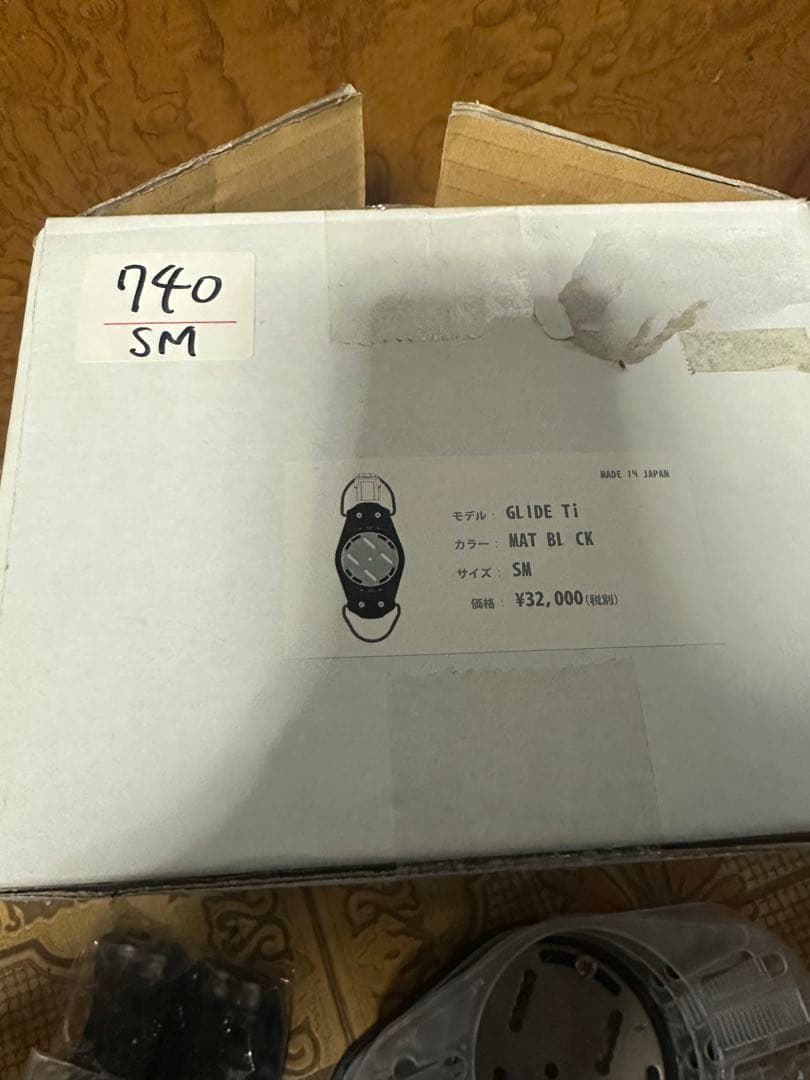 740
SM
MADE IN JAPAN
モデル： GLIDE Ti
カラー： MAT BL CK
サイズ： SM
価格： ¥32,000(税別)